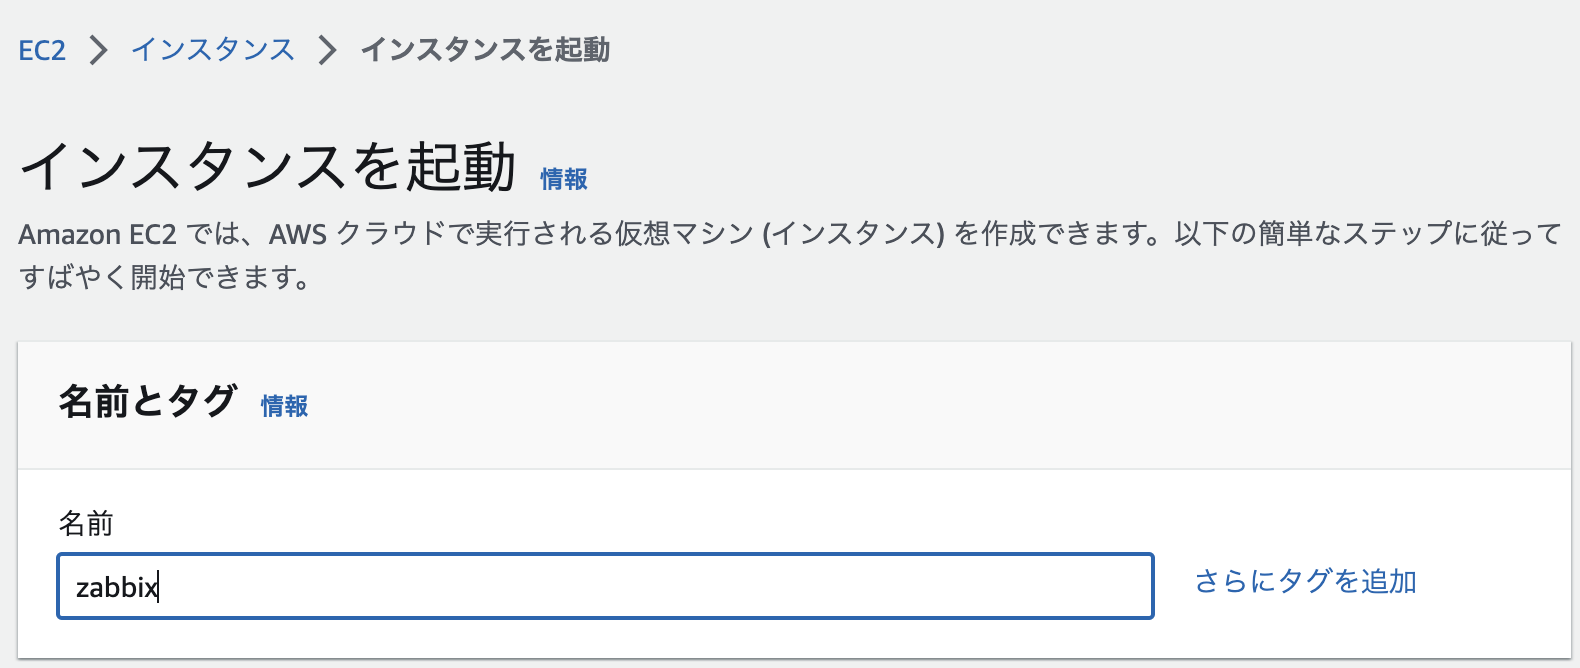 EC2 > インスタンス > インスタンスを起動
インスタンスを起動 情報
Amazon EC2 では、AWS クラウドで実行される仮想マシン (インスタンス) を作成できます。以下の簡単なステップに従って
すばやく開始できます。
名前とタグ 情報
名前
zabbix さらにタグを追加